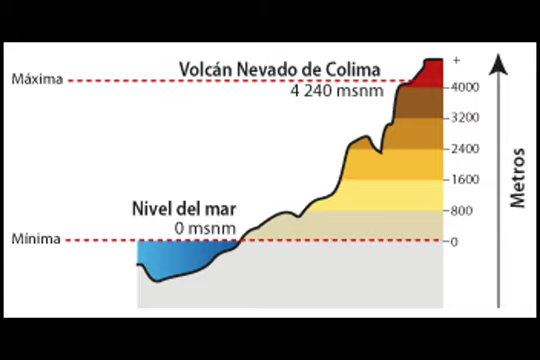 +
Volcán Nevado de Colima
Máxima
4 240 msnm
4000
3200
2400
1600
Nivel del mar
800
0 msnm
Mínima
0
Metros